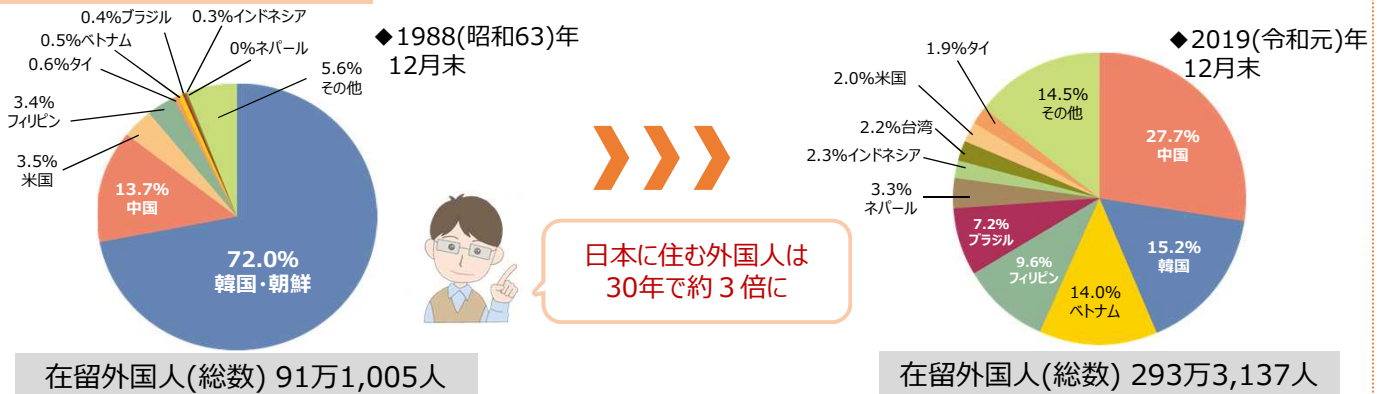 ◆1988(昭和63)年
12月末
0.4%ブラジル
0.3%インドネシア
0.5%ベトナム
0%ネパール
0.6%タイ
5.6%
その他
3.4%
フィリピン
3.5%
米国
13.7%
中国
72.0%
韓国・朝鮮
在留外国人(総数) 91万1,005人
日本に住む外国人は
30年で約３倍に
◆2019(令和元)年
12月末
1.9%タイ
2.0%米国
14.5%
その他
2.2%台湾
27.7%
中国
2.3%インドネシア
3.3%
ネパール
7.2%
ブラジル
15.2%
韓国
9.6%
フィリピン
14.0%
ベトナム
在留外国人(総数) 293万3,137人